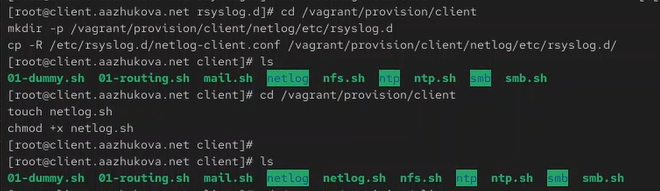 [root@client.aazhukova.net rsyslog.d]# cd /vagrant/provision/client
mkdir -p /vagrant/provision/client/netlog/etc/rsyslog.d
cp -R /etc/rsyslog.d/netlog-client.conf /vagrant/provision/client/netlog/etc/rsyslog.d/
[root@client.aazhukova.net client]# ls
01-dummy.sh 01-routing.sh mail.sh netlog nfs.sh ntp ntp.sh smb smb.sh
[root@client.aazhukova.net client]# cd /vagrant/provision/client
touch netlog.sh
chmod +x netlog.sh
[root@client.aazhukova.net client]#
[root@client.aazhukova.net client]# ls
01-dummy.sh 01-routing.sh mail.sh netlog netlog.sh nfs.sh ntp ntp.sh smb smb.sh